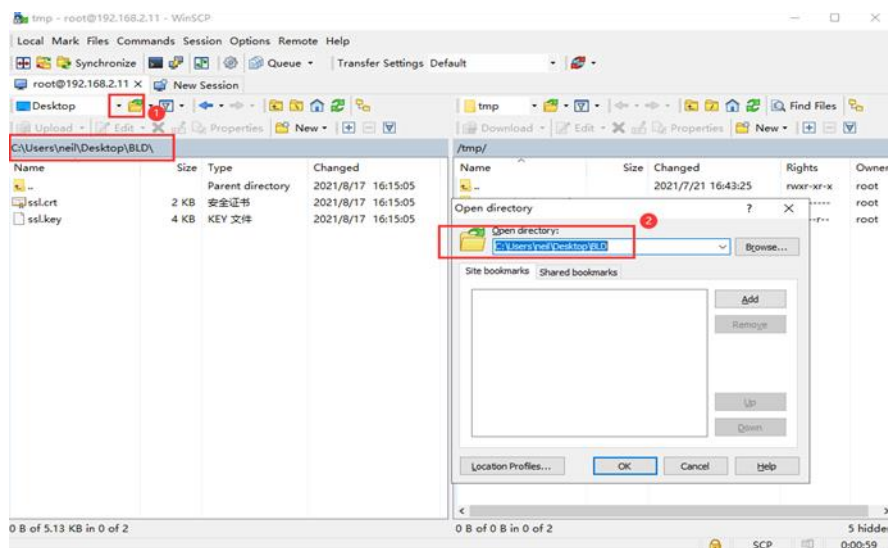 tmp - root@192.168.2.11 - WinSCP
Local Mark Files Commands Session Options Remote Help
Synchronize Queue Transfer Settings Default
root@192.168.2.11 × New Session
Desktop 1 tmp Find Files
Upload Edit Properties New Download Edit Properties New
C:\Users\neil\Desktop\BLD\ /tmp/
Name Size Type Changed Name Size Changed Rights Owner
.. Parent directory 2021/8/17 16:15:05 .. 2021/7/21 16:43:25 rwxr-xr-x root
ssl.crt 2 KB 安全证书 2021/8/17 16:15:05 root
ssl.key 4 KB KEY 文件 2021/8/17 16:15:05 root
Open directory ? ×
2
Open directory:
C:\Users\neil\Desktop\BLD Browse...
Site bookmarks Shared bookmarks
Add
Remove
Up
Down
Location Profiles... OK Cancel Help
0 B of 5.13 KB in 0 of 2 0 B of 0 B in 0 of 2 5 hidden
SCP 0:00:59